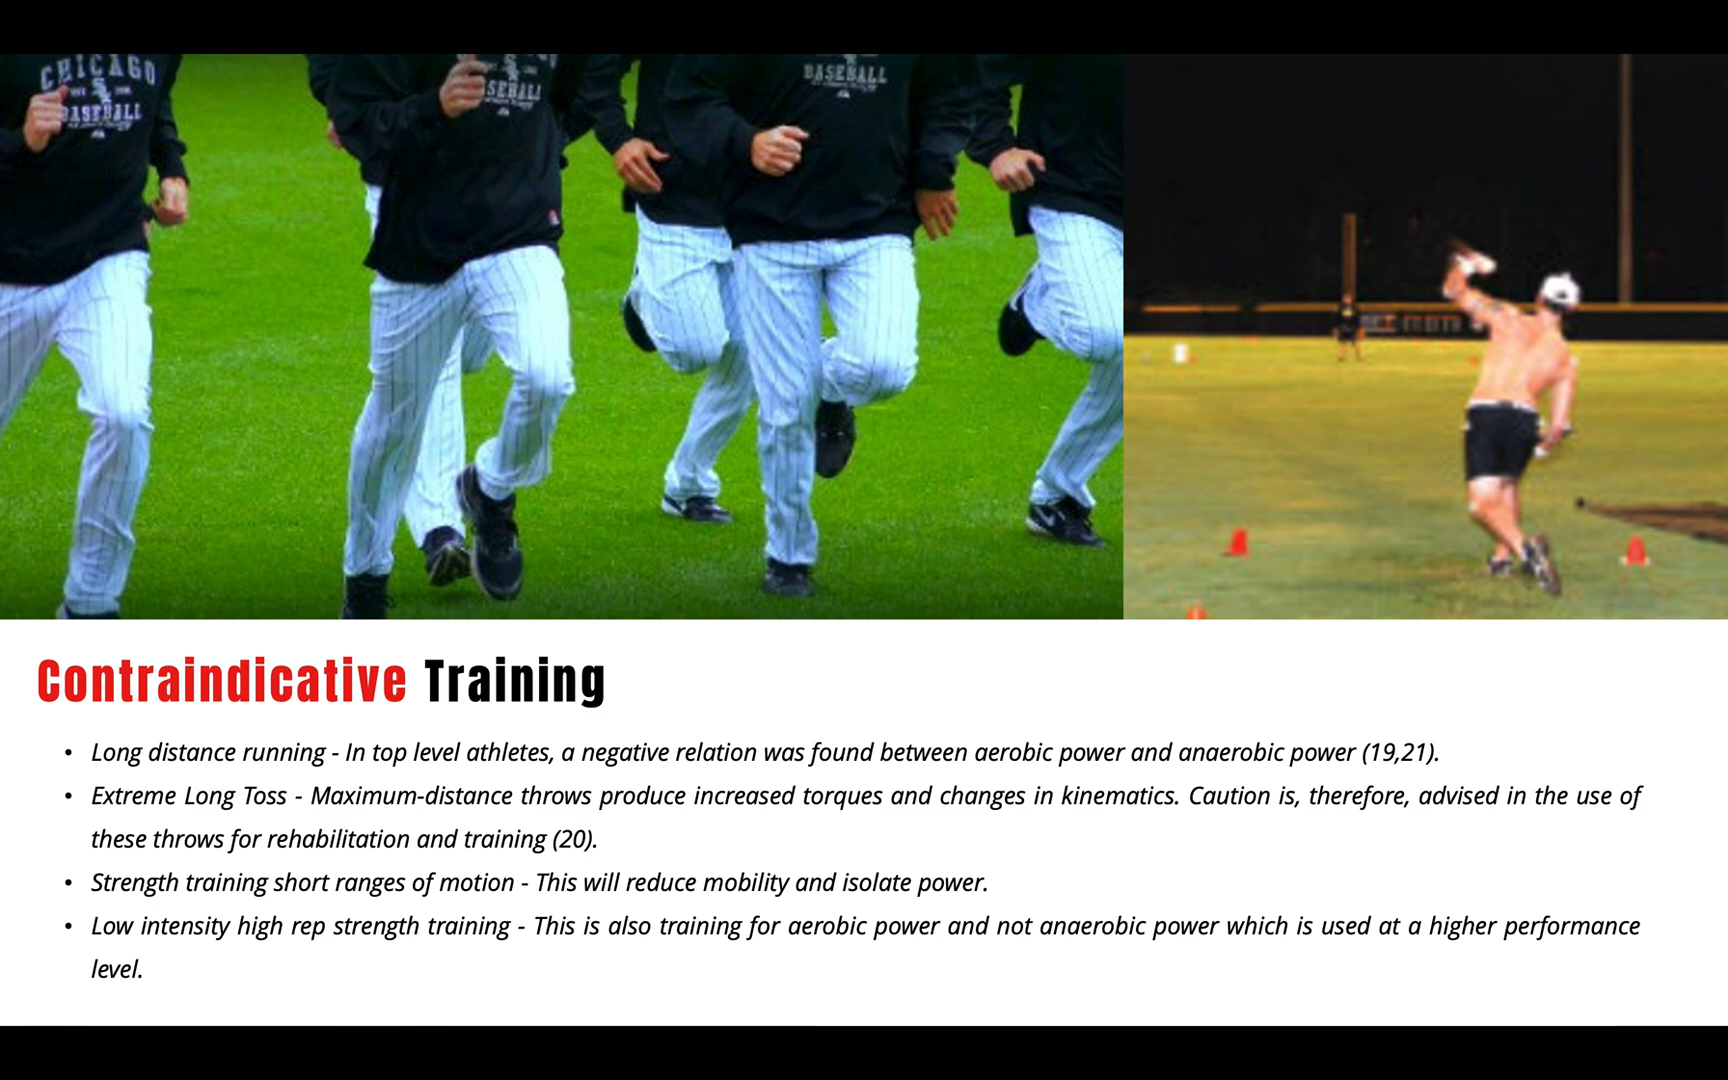 CHICAGO
BASEBALL
SEBALL
BASEBALL
Contraindicative Training
• Long distance running - In top level athletes, a negative relation was found between aerobic power and anaerobic power (19,21).
• Extreme Long Toss - Maximum-distance throws produce increased torques and changes in kinematics. Caution is, therefore, advised in the use of
these throws for rehabilitation and training (20).
• Strength training short ranges of motion - This will reduce mobility and isolate power.
• Low intensity high rep strength training - This is also training for aerobic power and not anaerobic power which is used at a higher performance
level.